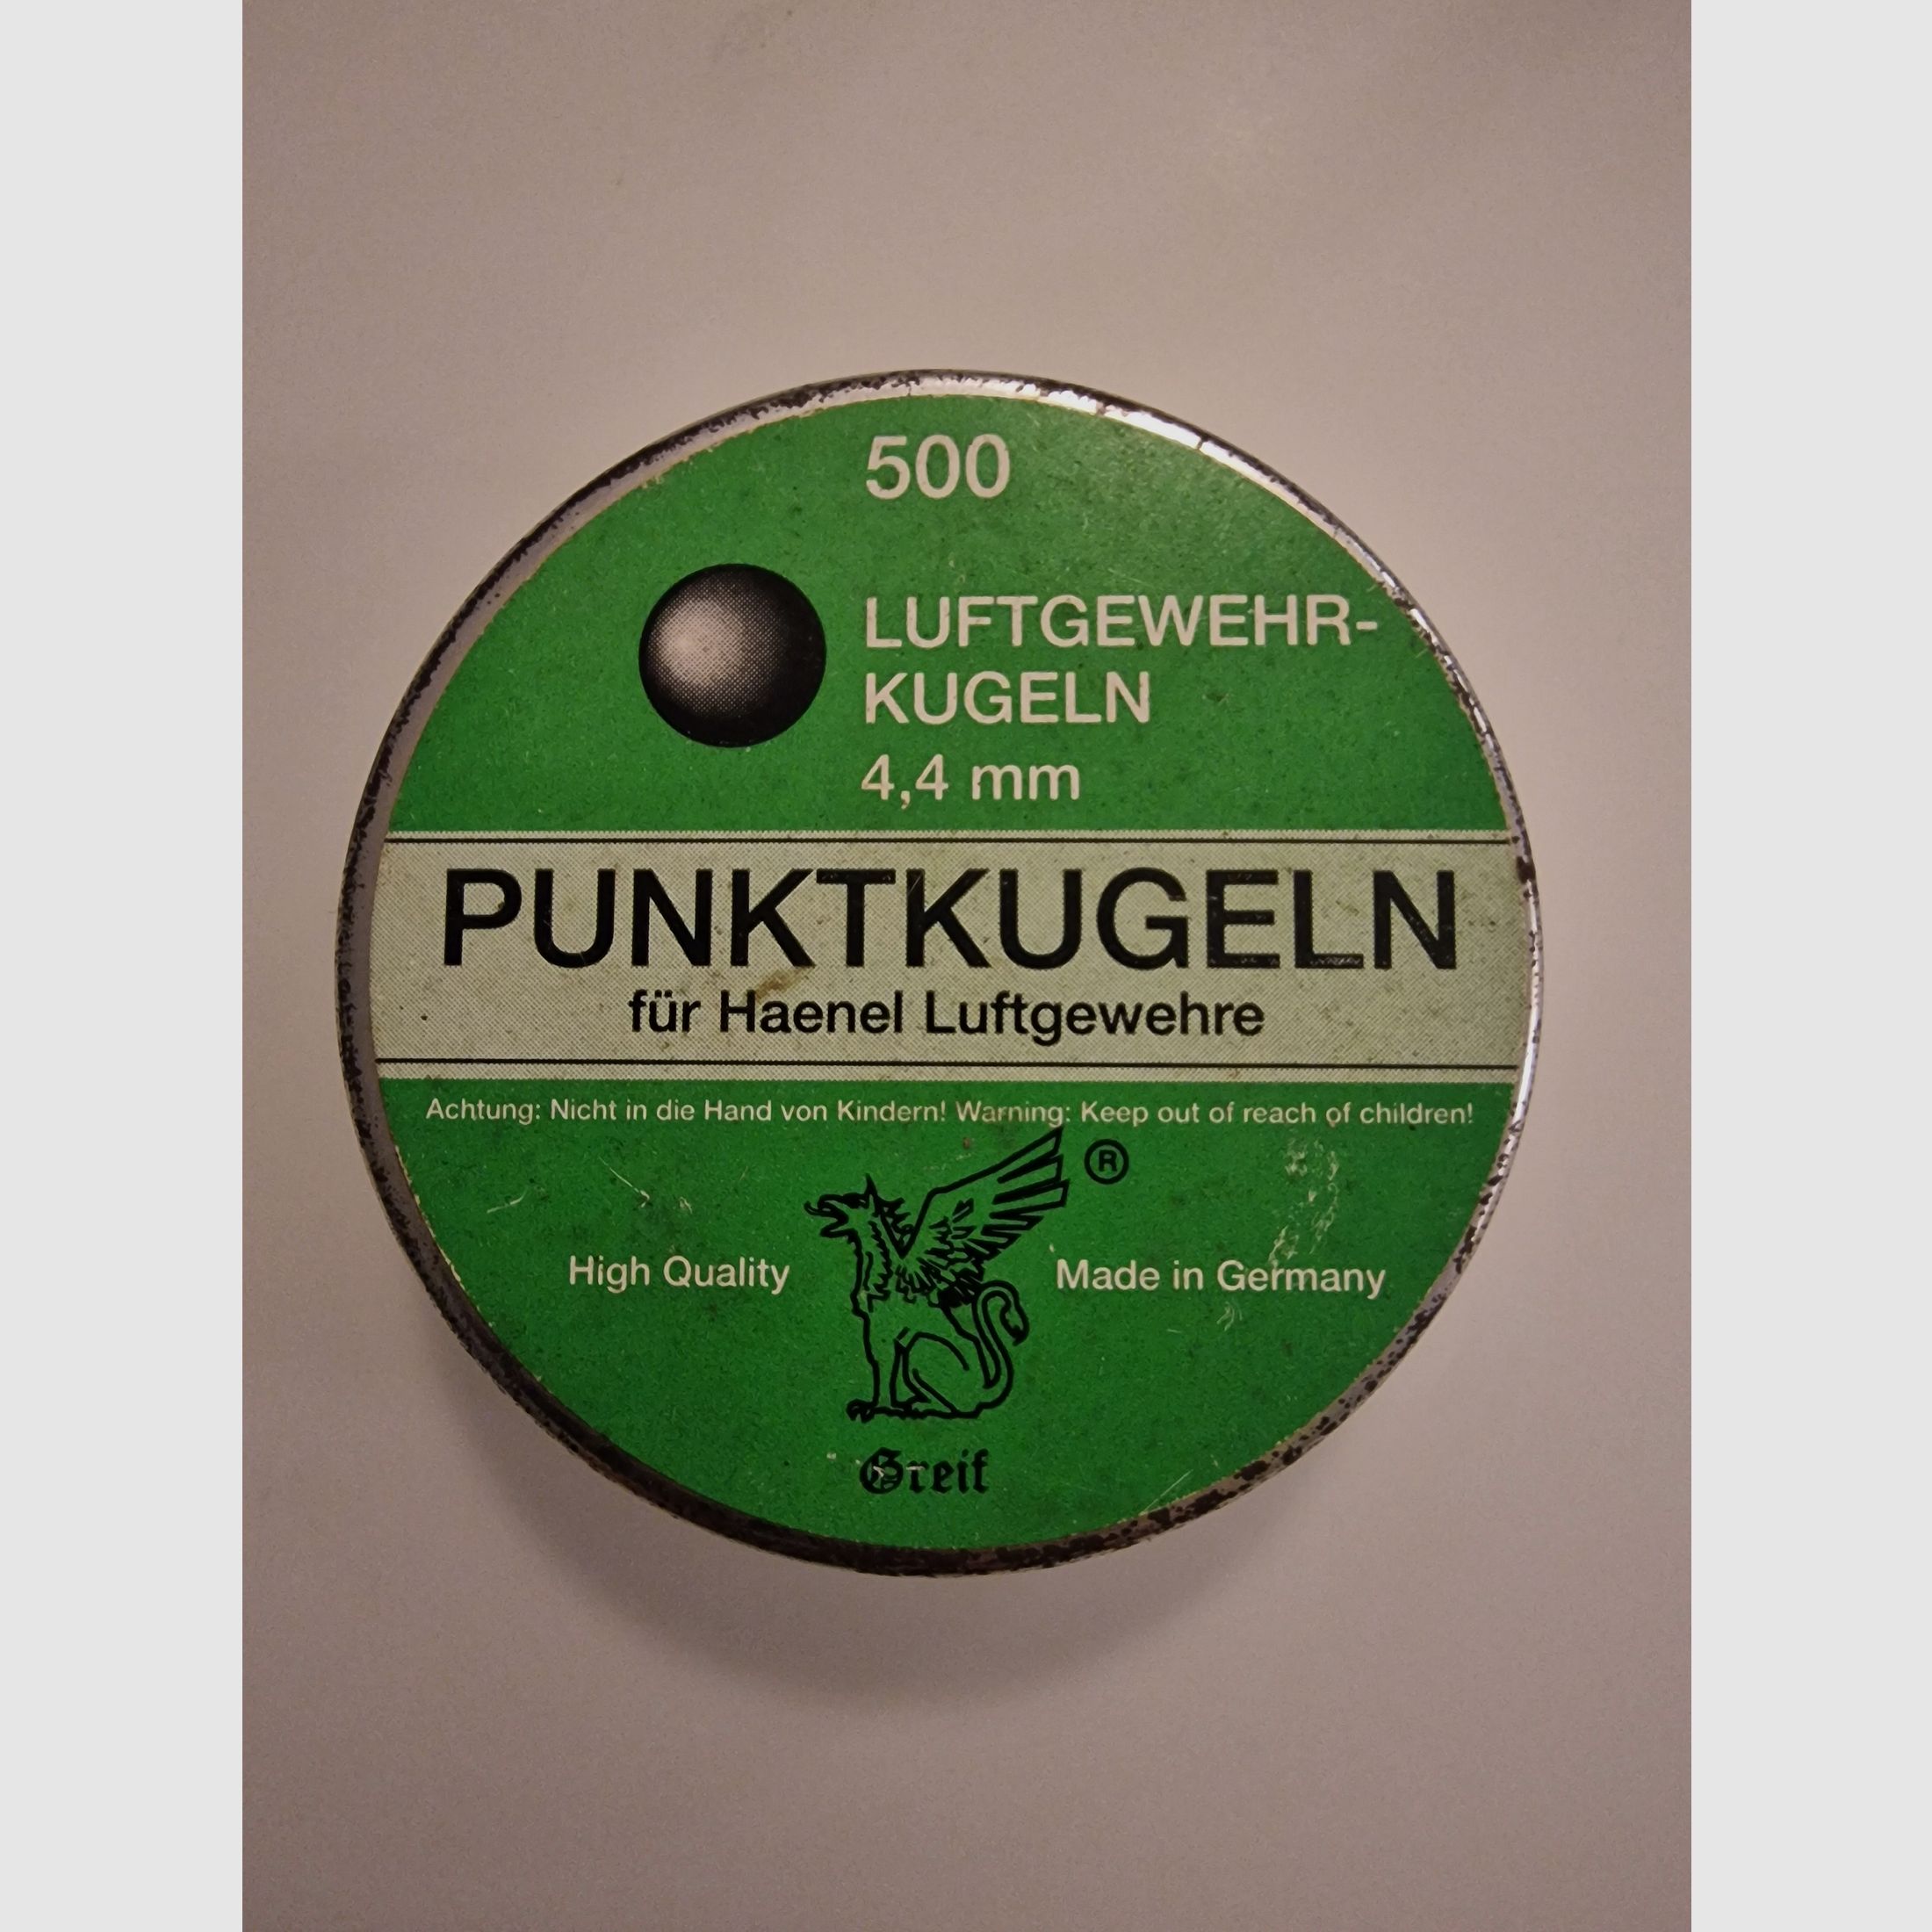 500
LUFTGEWEHR-
KUGELN
4,4 mm
PUNKTKUGELN
für Haenel Luftgewehre
Achtung: Nicht in die Hand von Kindern! Warning: Keep out of reach of children!
®
High Quality Made in Germany
Greif